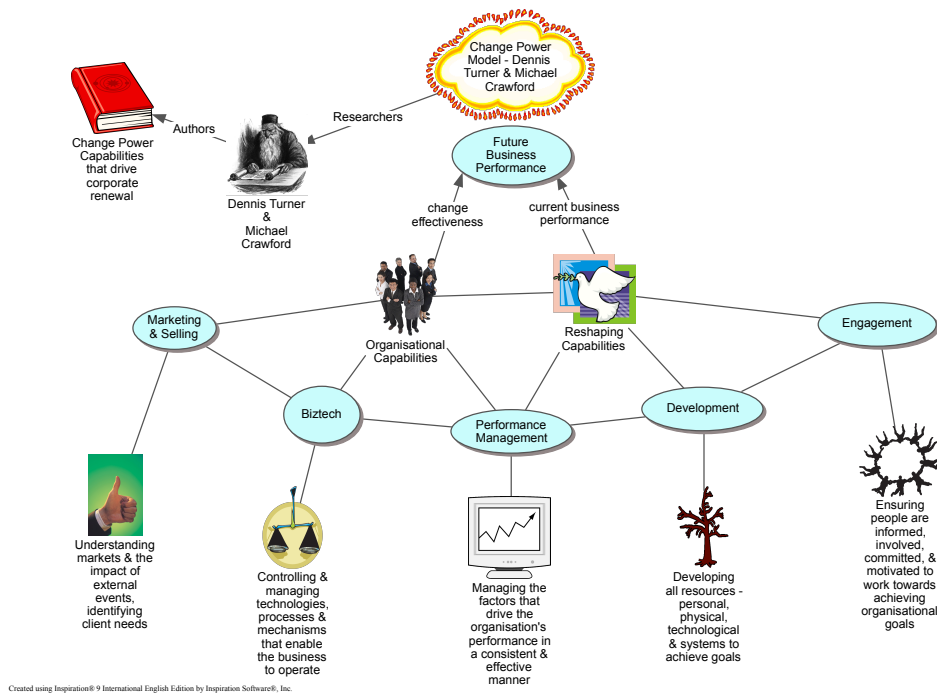 Change Power
Model - Dennis
Turner & Michael
Crawford
Researchers
Authors
Change Power
Capabilities
that drive
corporate
renewal
Dennis Turner
&
Michael
Crawford
Future
Business
Performance
change
effectiveness
current business
performance
Organisational
Capabilities
Reshaping
Capabilities
Marketing
& Selling
Biztech
Performance
Management
Development
Engagement
Understanding
markets & the
impact of
external
events,
identifying
client needs
Controlling &
managing
technologies,
processes &
mechanisms
that enable
the business
to operate
Managing the
factors that
drive the
organisation's
performance in
a consistent &
effective
manner
Developing
all resources -
personal,
physical,
technological
& systems to
achieve goals
Ensuring
people are
informed,
involved,
committed, &
motivated to
work towards
achieving
organisational
goals
Created using Inspiration® 9 International English Edition by Inspiration Software®, Inc.